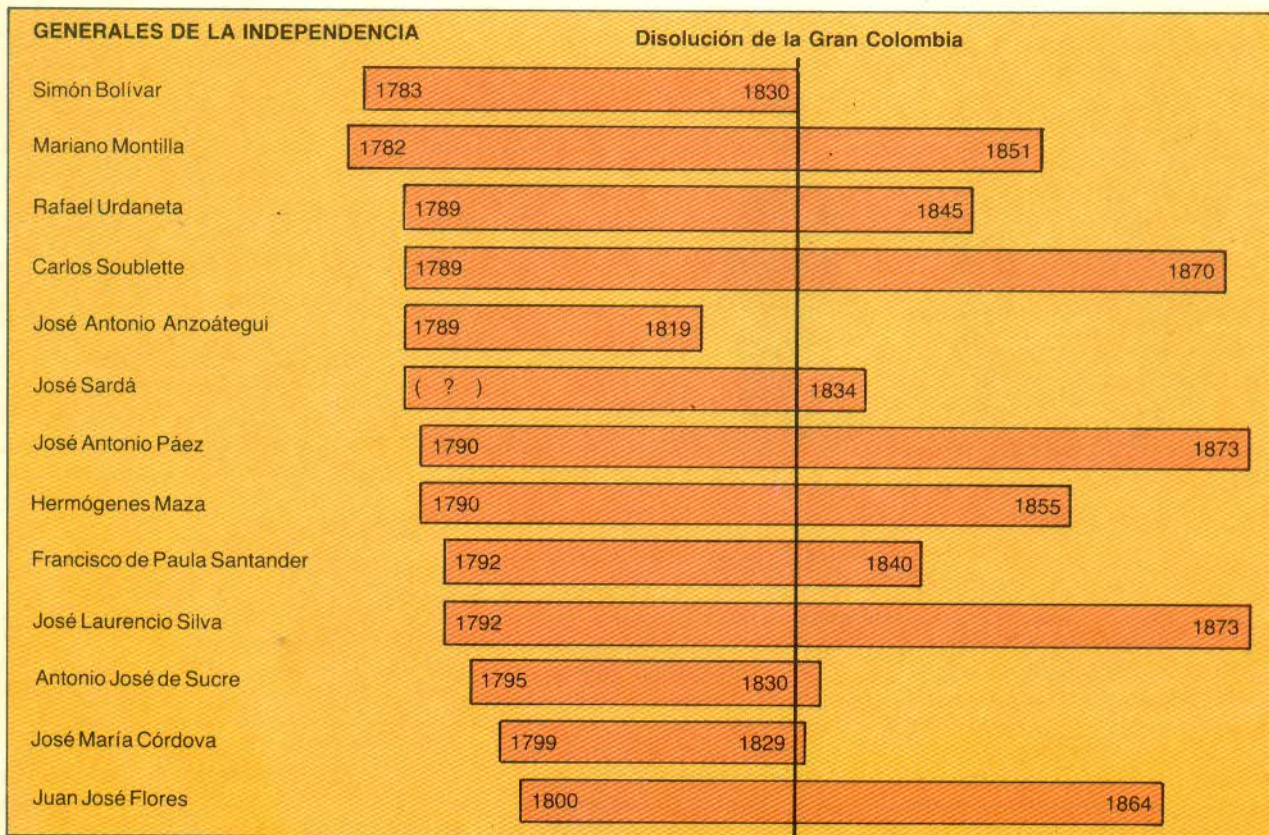 GENERALES DE LA INDEPENDENCIA
Disolución de la Gran Colombia
Simón Bolívar 1783 1830
Mariano Montilla 1782 1851
Rafael Urdaneta 1789 1845
Carlos Soublette 1789 1870
José Antonio Anzoátegui 1789 1819
José Sardá ( ? ) 1834
José Antonio Páez 1790 1873
Hermógenes Maza 1790 1855
Francisco de Paula Santander 1792 1840
José Laurencio Silva 1792 1873
Antonio José de Sucre 1795 1830
José María Córdova 1799 1829
Juan José Flores 1800 1864